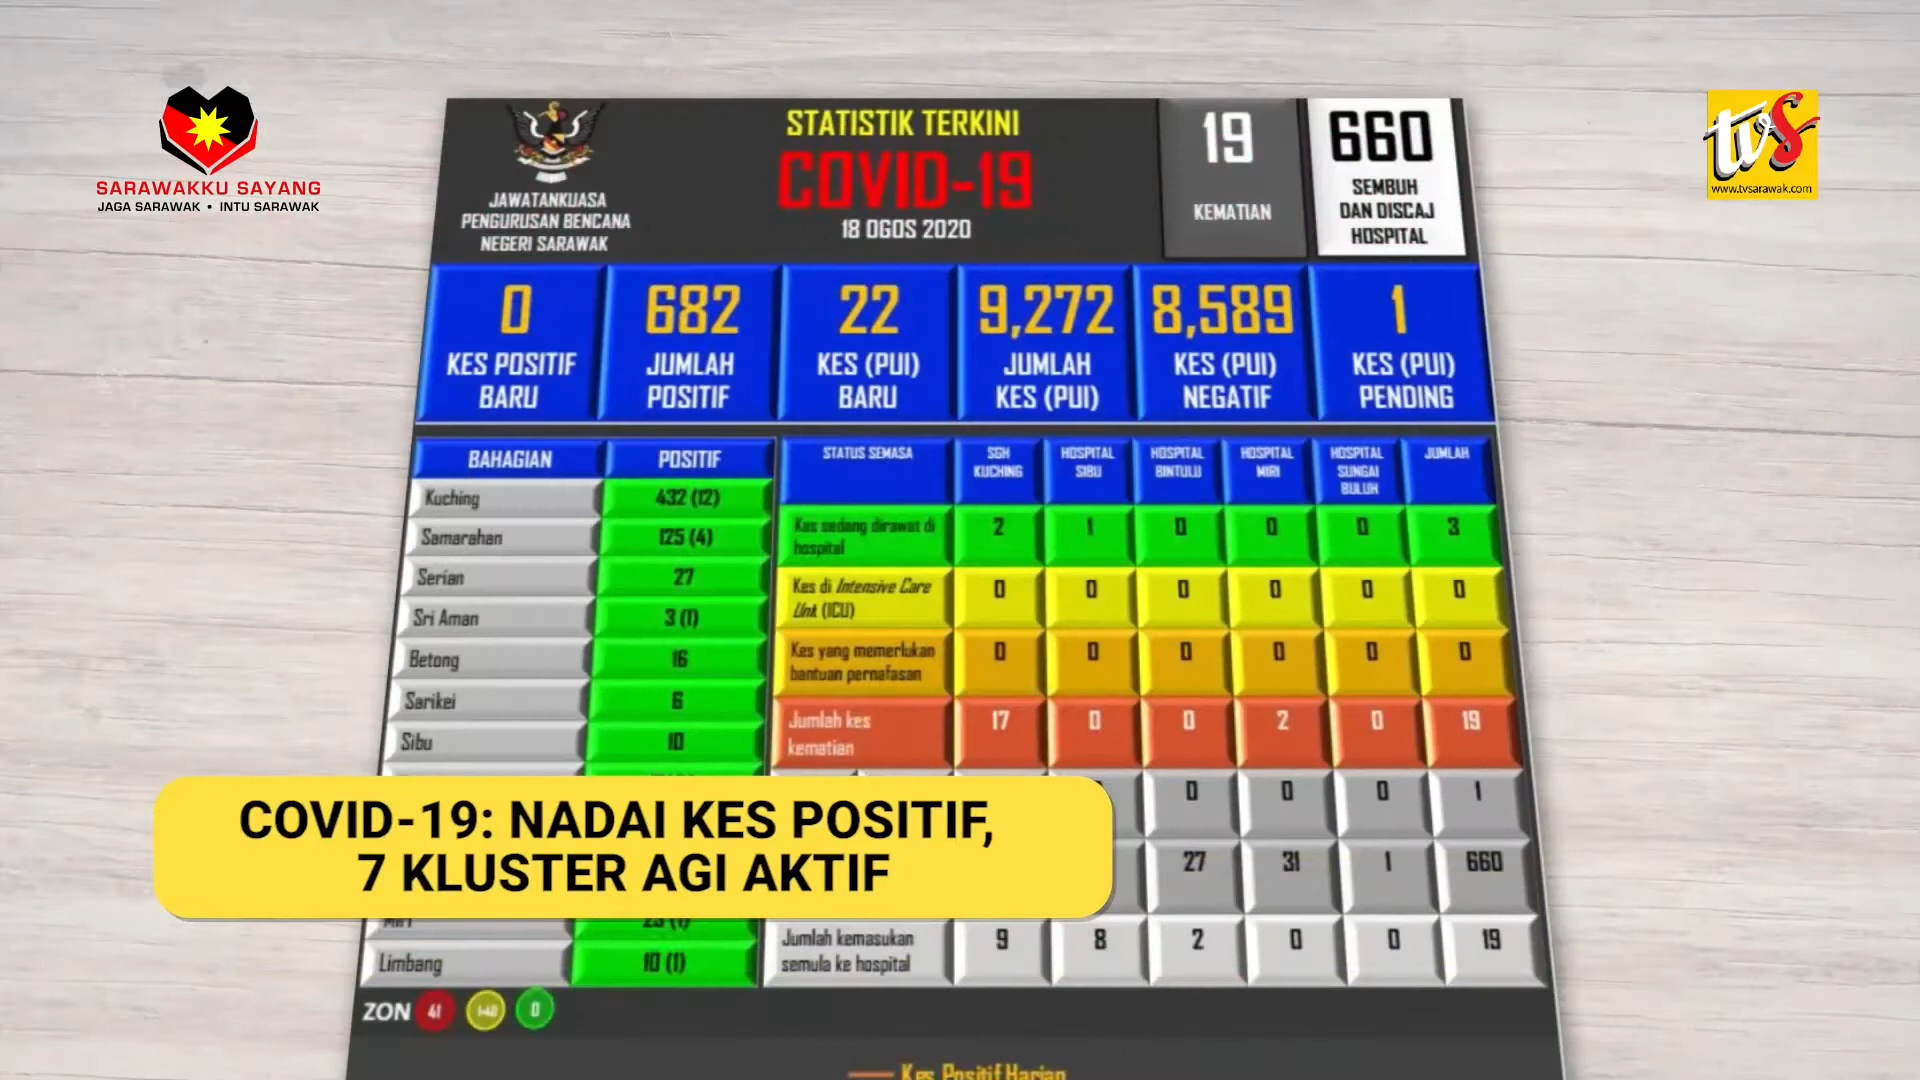 SARAWAKKU SAYANG
JAGA SARAWAK • INTU SARAWAK
tvS
www.tvsarawak.com
JAWATANKUASA
PENGURUSAN BENCANA
NEGERI SARAWAK
STATISTIK TERKINI
COVID-19
18 OGOS 2020
19
KEMATIAN
660
SEMBUH
DAN DISCAJ
HOSPITAL
0
KES POSITIF
BARU
682
JUMLAH
POSITIF
22
KES (PUI)
BARU
9,272
JUMLAH
KES (PUI)
8,589
KES (PUI)
NEGATIF
1
KES (PUI)
PENDING
BAHAGIAN POSITIF
Kuching 432 (12)
Samarahan 125 (4)
Serian 27
Sri Aman 3 (1)
Betong 16
Sarikei 6
Sibu 10
Miri 23 (1)
Limbang 10 (1)
STATUS SEMASA
SGH
KUCHING
HOSPITAL
SIBU
HOSPITAL
BINTULU
HOSPITAL
MIRI
HOSPITAL
SUNGAI
BULUH
JUMLAH
Kes sedang dirawat di
hospital
2 1 0 0 0 3
Kes di Intensive Care
Unit (ICU)
0 0 0 0 0 0
Kes yang memerlukan
bantuan pernafasan
0 0 0 0 0 0
Jumlah kes
kematian
17 0 0 2 0 19
0 0 0 1
27 31 1 660
Jumlah kemasukan
semula ke hospital
9 8 2 0 0 19
COVID-19: NADAI KES POSITIF,
7 KLUSTER AGI AKTIF
ZON 41 1-40 0
Kes Positif Harian